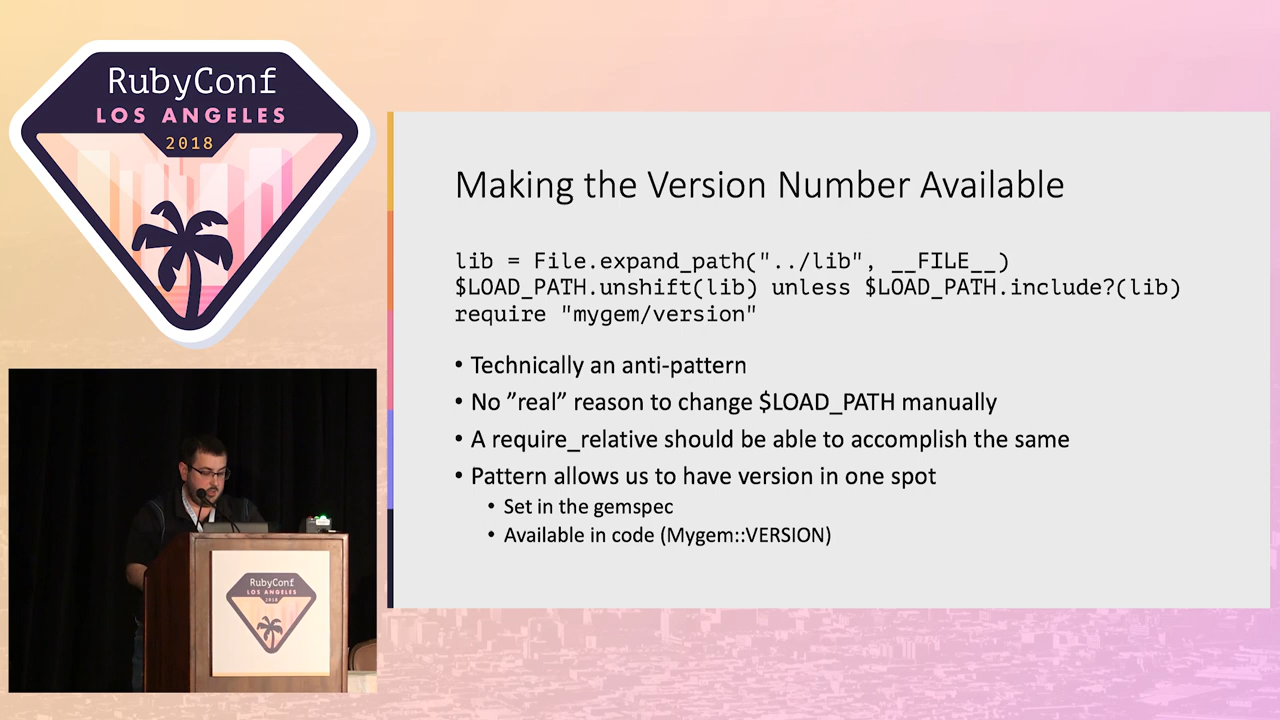 RubyConf
LOS ANGELES
2018
Making the Version Number Available
lib = File.expand_path("../lib", __FILE__)
$LOAD_PATH.unshift(lib) unless $LOAD_PATH.include?(lib)
require "mygem/version"
• Technically an anti-pattern
• No ”real” reason to change $LOAD_PATH manually
• A require_relative should be able to accomplish the same
• Pattern allows us to have version in one spot
• Set in the gemspec
• Available in code (Mygem::VERSION)
RubyConf
LOS ANGELES
2018